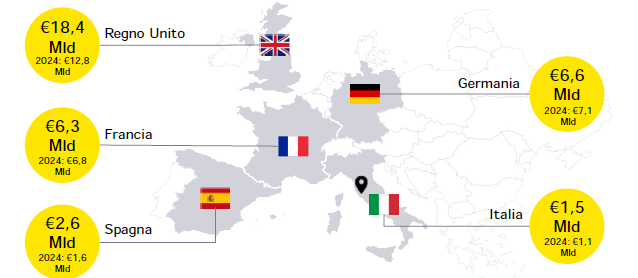 €18,4
Mld
2024: €12,8
Mld
Regno Unito
Germania
€6,6
Mld
2024: €7,1
Mld
€6,3
Mld
2024: €6,8
Mld
Francia
€2,6
Mld
2024: €1,6
Mld
Spagna
Italia
€1,5
Mld
2024: €1,1
Mld